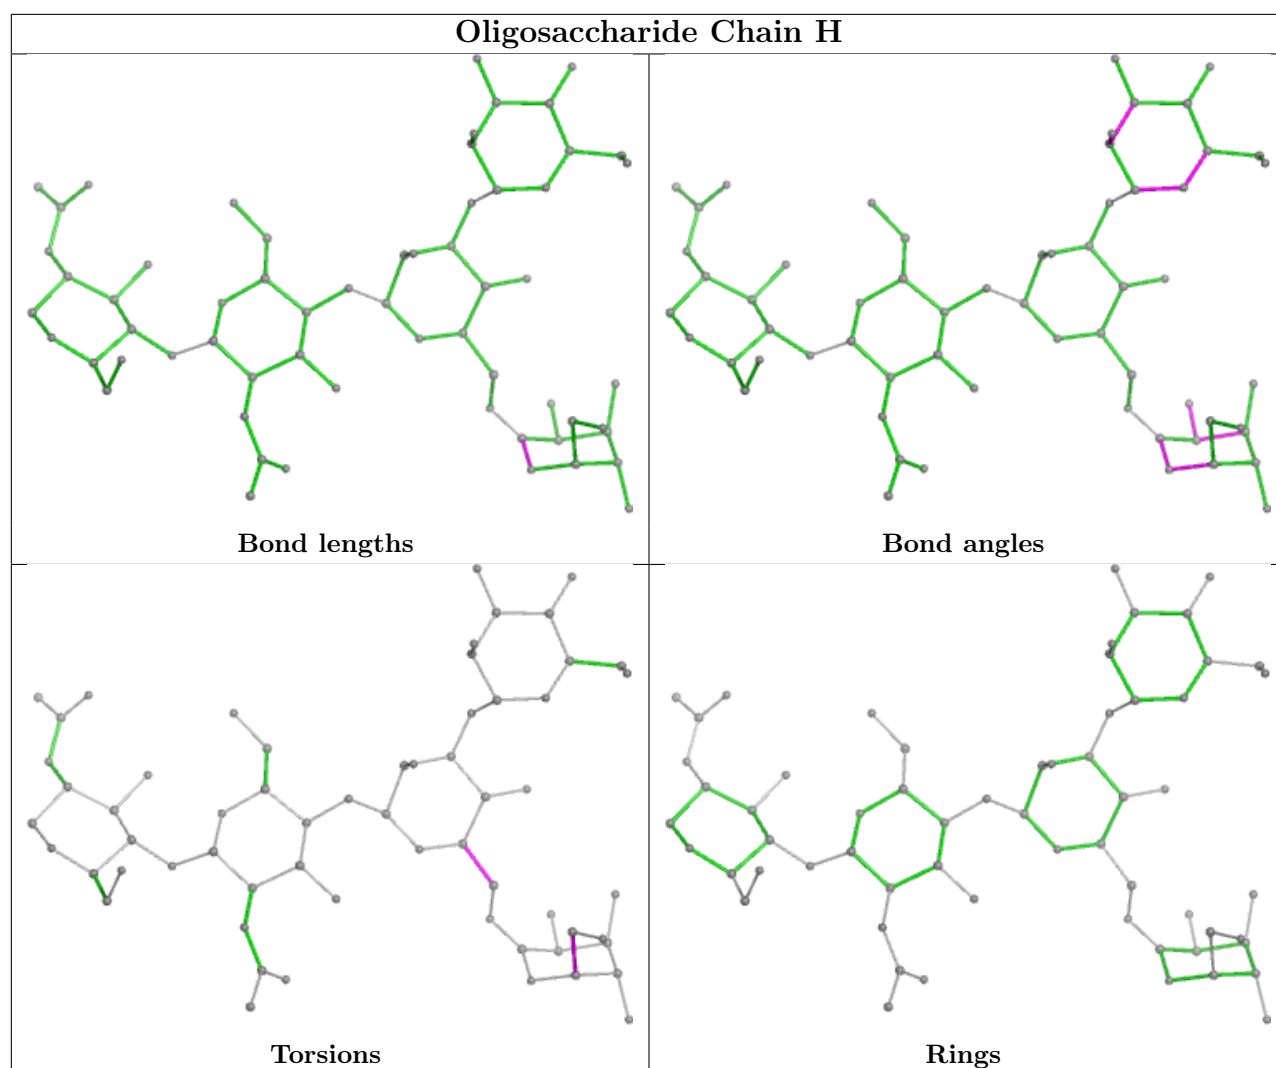 Oligosaccharide Chain H
Bond lengths
Bond angles
Torsions
Rings